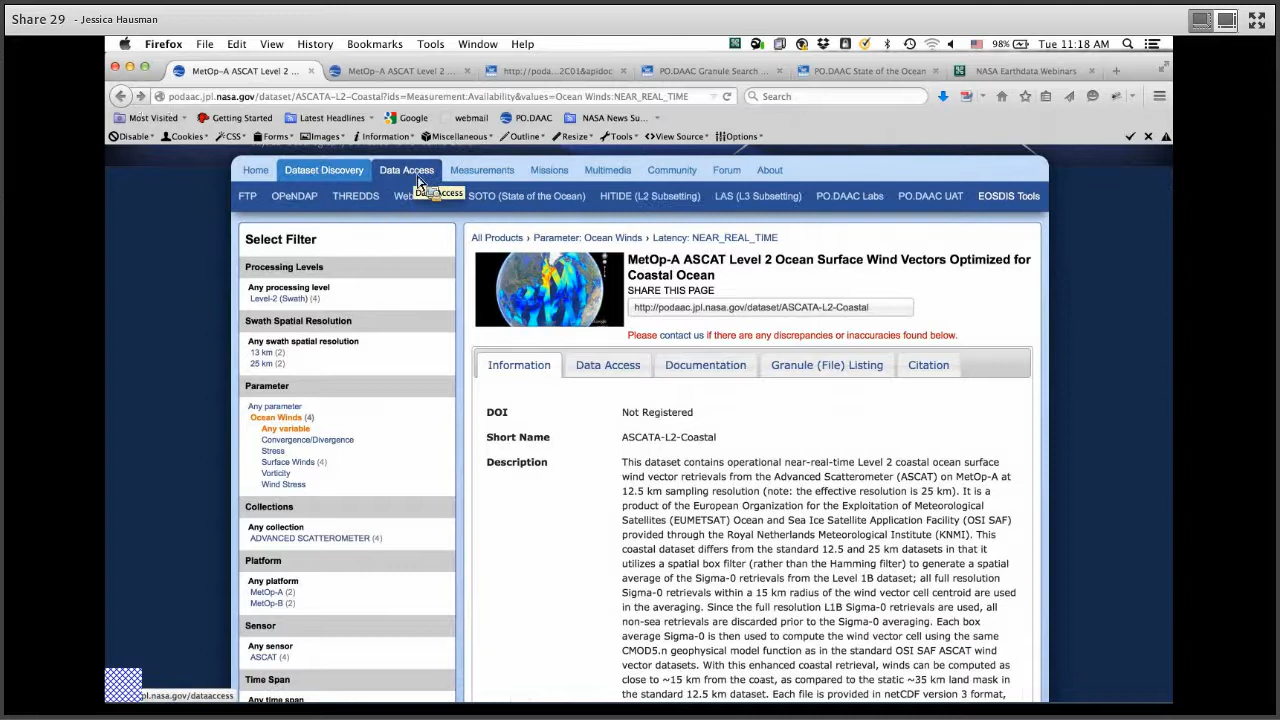 Share 29 - Jessica Hausman
Firefox File Edit View History Bookmarks Tools Window Help 98% Tue 11:18 AM
MetOp-A ASCAT Level 2 ... × MetOp-A ASCAT Level 2 ... × http://poda...2C01&apidoc × PO.DAAC Granule Search ... × PO.DAAC State of the Ocean × NASA Earthdata Webinars × +
podaac.jpl.nasa.gov/dataset/ASCATA-L2-Coastal?ids=Measurement:Availability&values=Ocean Winds:NEAR_REAL_TIME Search
Most Visited Getting Started Latest Headlines Google webmail PO.DAAC NASA News Su...
Disable Cookies CSS Forms Images Information Miscellaneous Outline Resize Tools View Source Options
Home Dataset Discovery Data Access Measurements Missions Multimedia Community Forum About
FTP OPeNDAP THREDDS SOTO (State of the Ocean) HITIDE (L2 Subsetting) LAS (L3 Subsetting) PO.DAAC Labs PO.DAAC UAT EOSDIS Tools
Select Filter
Processing Levels
Any processing level
Level-2 (Swath) (4)
Swath Spatial Resolution
Any swath spatial resolution
13 km (2)
25 km (2)
Parameter
Any parameter
Ocean Winds (4)
Any variable
Convergence/Divergence
Stress
Surface Winds (4)
Vorticity
Wind Stress
Collections
Any collection
ADVANCED SCATTEROMETER (4)
Platform
Any platform
MetOp-A (2)
MetOp-B (2)
Sensor
Any sensor
ASCAT (4)
Time Span
Any time span
All Products › Parameter: Ocean Winds › Latency: NEAR_REAL_TIME
MetOp-A ASCAT Level 2 Ocean Surface Wind Vectors Optimized for
Coastal Ocean
SHARE THIS PAGE
http://podaac.jpl.nasa.gov/dataset/ASCATA-L2-Coastal
Please contact us if there are any discrepancies or inaccuracies found below.
Information Data Access Documentation Granule (File) Listing Citation
DOI Not Registered
Short Name ASCATA-L2-Coastal
Description This dataset contains operational near-real-time Level 2 coastal ocean surface
wind vector retrievals from the Advanced Scatterometer (ASCAT) on MetOp-A at
12.5 km sampling resolution (note: the effective resolution is 25 km). It is a
product of the European Organization for the Exploitation of Meteorological
Satellites (EUMETSAT) Ocean and Sea Ice Satellite Application Facility (OSI SAF)
provided through the Royal Netherlands Meteorological Institute (KNMI). This
coastal dataset differs from the standard 12.5 and 25 km datasets in that it
utilizes a spatial box filter (rather than the Hamming filter) to generate a spatial
average of the Sigma-0 retrievals from the Level 1B dataset; all full resolution
Sigma-0 retrievals within a 15 km radius of the wind vector cell centroid are used
in the averaging. Since the full resolution L1B Sigma-0 retrievals are used, all
non-sea retrievals are discarded prior to the Sigma-0 averaging. Each box
average Sigma-0 is then used to compute the wind vector cell using the same
CMOD5.n geophysical model function as in the standard OSI SAF ASCAT wind
vector datasets. With this enhanced coastal retrieval, winds can be computed as
close to ~15 km from the coast, as compared to the static ~35 km land mask in
the standard 12.5 km dataset. Each file is provided in netCDF version 3 format,
jpl.nasa.gov/dataaccess